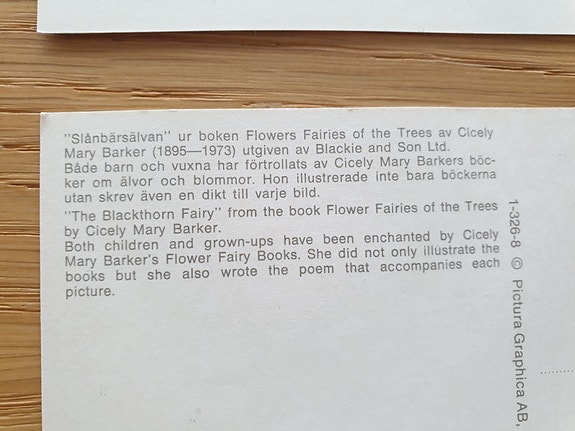 "Slånbärsälvan" ur boken Flowers Fairies of the Trees av Cicely
Mary Barker (1895—1973) utgiven av Blackie and Son Ltd.
Både barn och vuxna har förtrollats av Cicely Mary Barkers böc-
ker om älvor och blommor. Hon illustrerade inte bara böckerna
utan skrev även en dikt till varje bild.
"The Blackthorn Fairy" from the book Flower Fairies of the Trees
by Cicely Mary Barker.
Both children and grown-ups have been enchanted by Cicely
Mary Barker's Flower Fairy Books. She did not only illustrate the
books but she also wrote the poem that accompanies each
picture.
1-326-8 © Pictura Graphica AB,